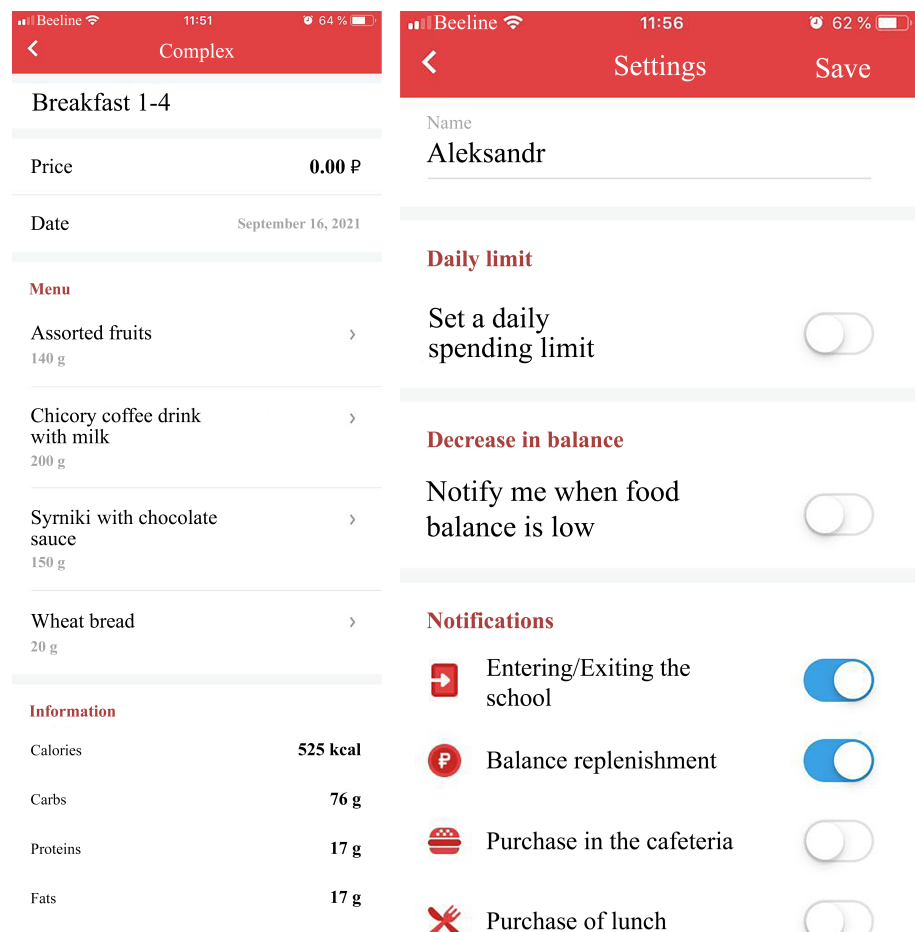 Beeline 11:51 64 %
Complex
Breakfast 1-4
Price 0.00 ₽
Date September 16, 2021
Menu
Assorted fruits
140 g
Chicory coffee drink
with milk
200 g
Syrniki with chocolate
sauce
150 g
Wheat bread
20 g
Information
Calories 525 kcal
Carbs 76 g
Proteins 17 g
Fats 17 g
Beeline 11:56 62 %
Settings Save
Name
Aleksandr
Daily limit
Set a daily
spending limit
Decrease in balance
Notify me when food
balance is low
Notifications
Entering/Exiting the
school
₽ Balance replenishment
Purchase in the cafeteria
Purchase of lunch